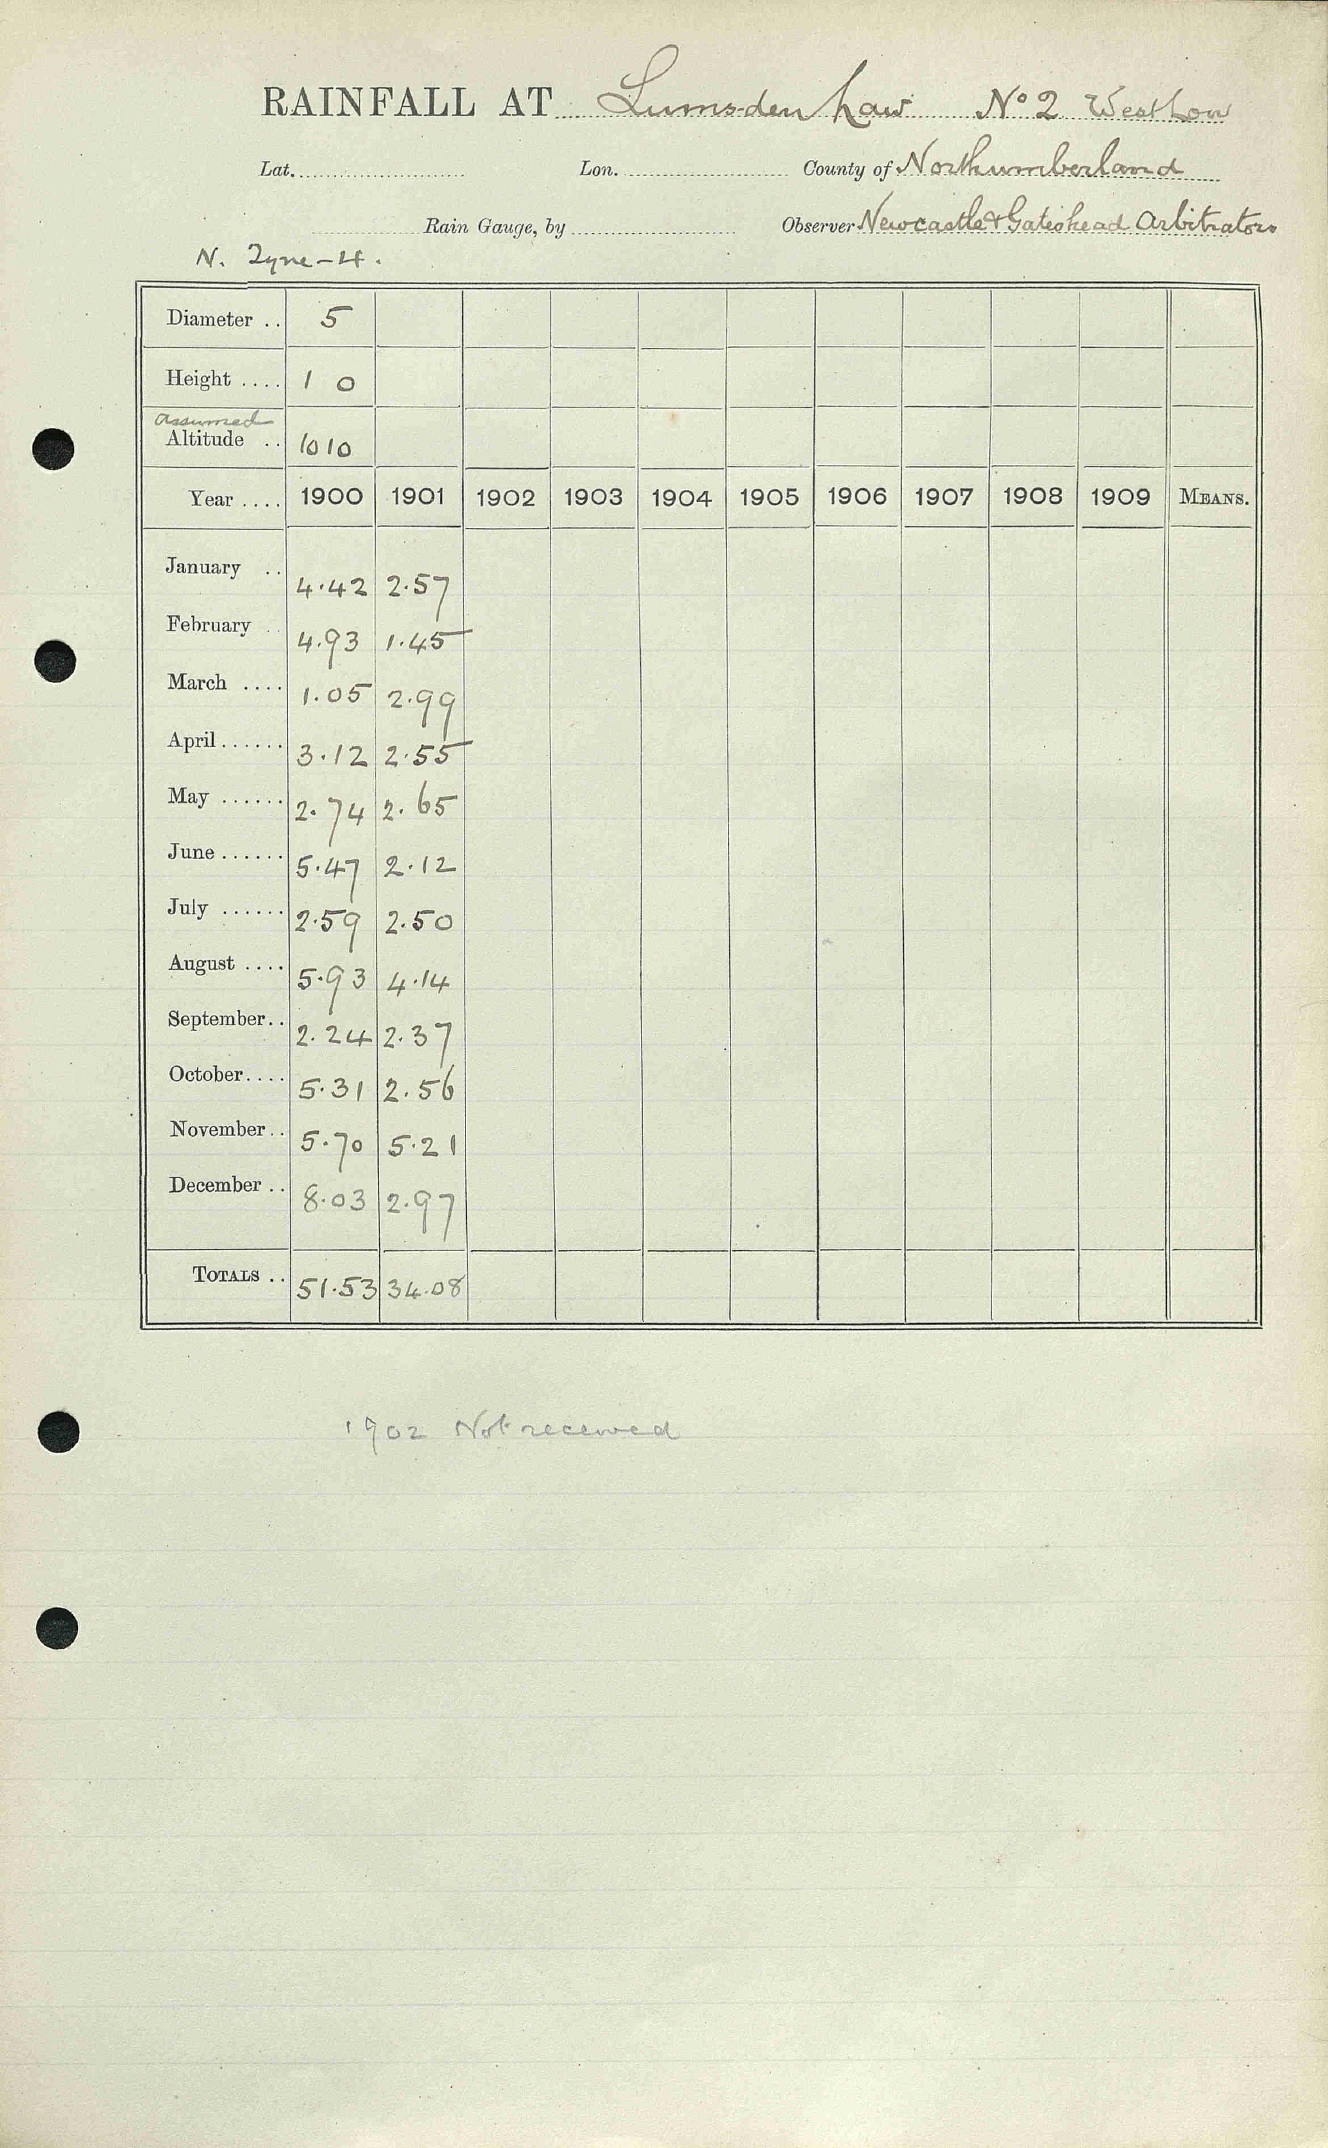 RAINFALL AT Lumsden Law No 2 West Low
Lat. Lon. County of Northumberland
Rain Gauge, by Observer Newcastle & Gateshead Arbitrators
N. Tyne-4.
Diameter .. 5
Height .... 1 0
Assumed
Altitude .. 1010
Year .... 1900 1901 1902 1903 1904 1905 1906 1907 1908 1909 MEANS.
January .. 4.42 2.57
February .. 4.93 1.45
March .... 1.05 2.99
April ...... 3.12 2.55
May ...... 2.74 2.65
June ...... 5.47 2.12
July ...... 2.59 2.50
August .... 5.93 4.14
September .. 2.24 2.37
October .... 5.31 2.56
November .. 5.70 5.21
December .. 8.03 2.97
TOTALS .. 51.53 34.08
1902 Not received